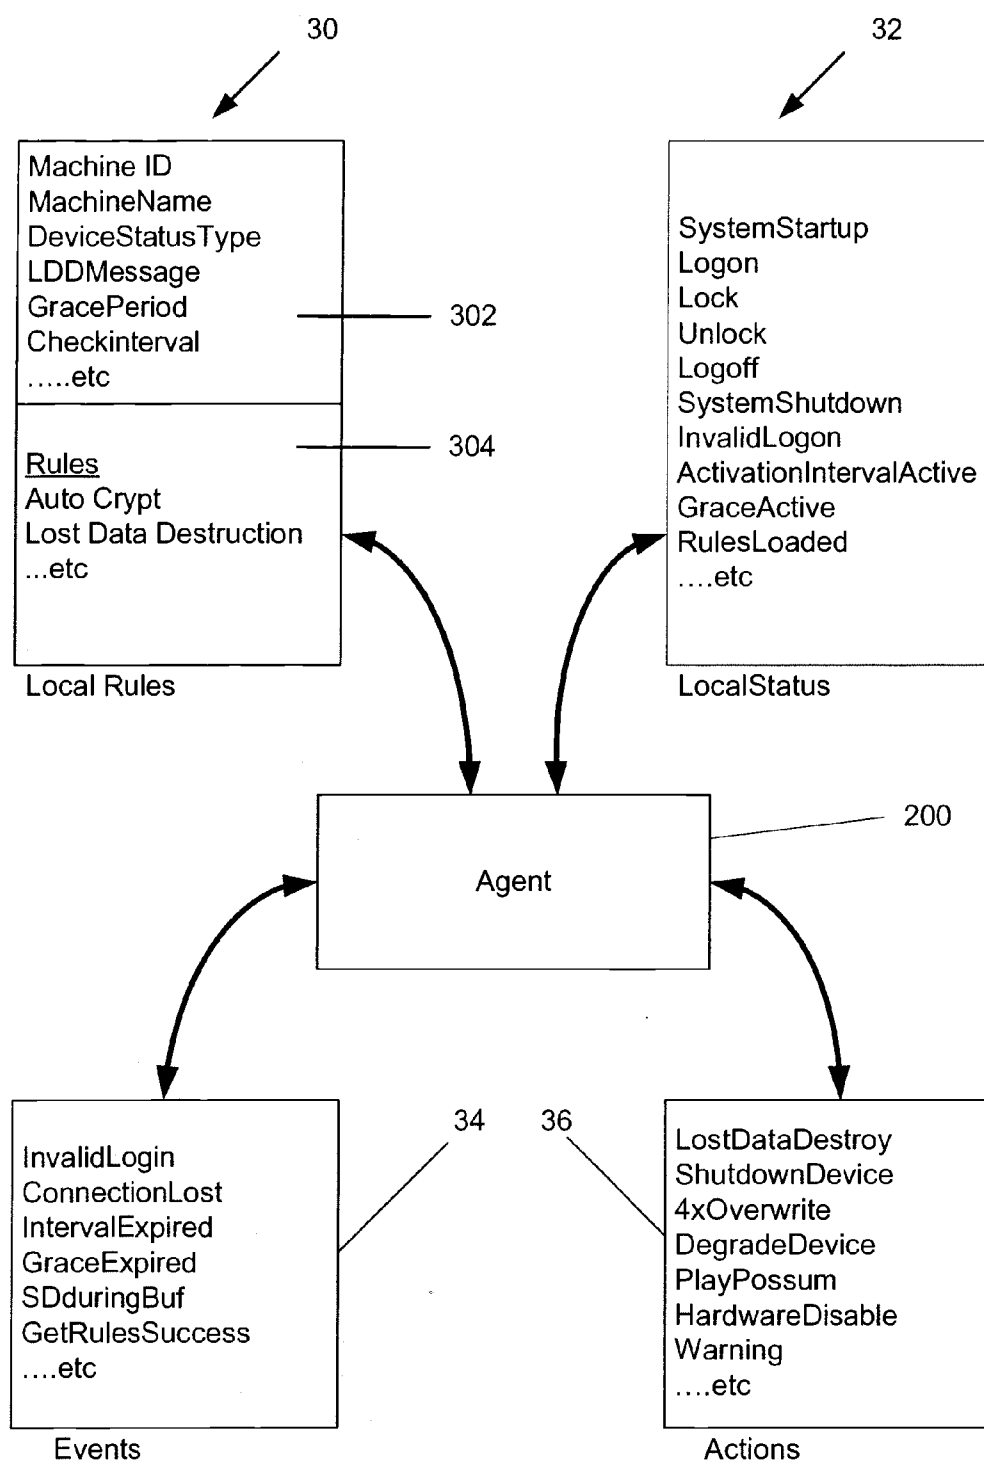 30
32
Machine ID
MachineName
DeviceStatusType
LDDMessage
GracePeriod
Checkinterval
.....etc
302
304
Rules
Auto Crypt
Lost Data Destruction
...etc
Local Rules
SystemStartup
Logon
Lock
Unlock
Logoff
SystemShutdown
InvalidLogon
ActivationIntervalActive
GraceActive
RulesLoaded
....etc
LocalStatus
200
Agent
34
36
InvalidLogin
ConnectionLost
IntervalExpired
GraceExpired
SDduringBuf
GetRulesSuccess
....etc
Events
LostDataDestroy
ShutdownDevice
4xOverwrite
DegradeDevice
PlayPossum
HardwareDisable
Warning
....etc
Actions